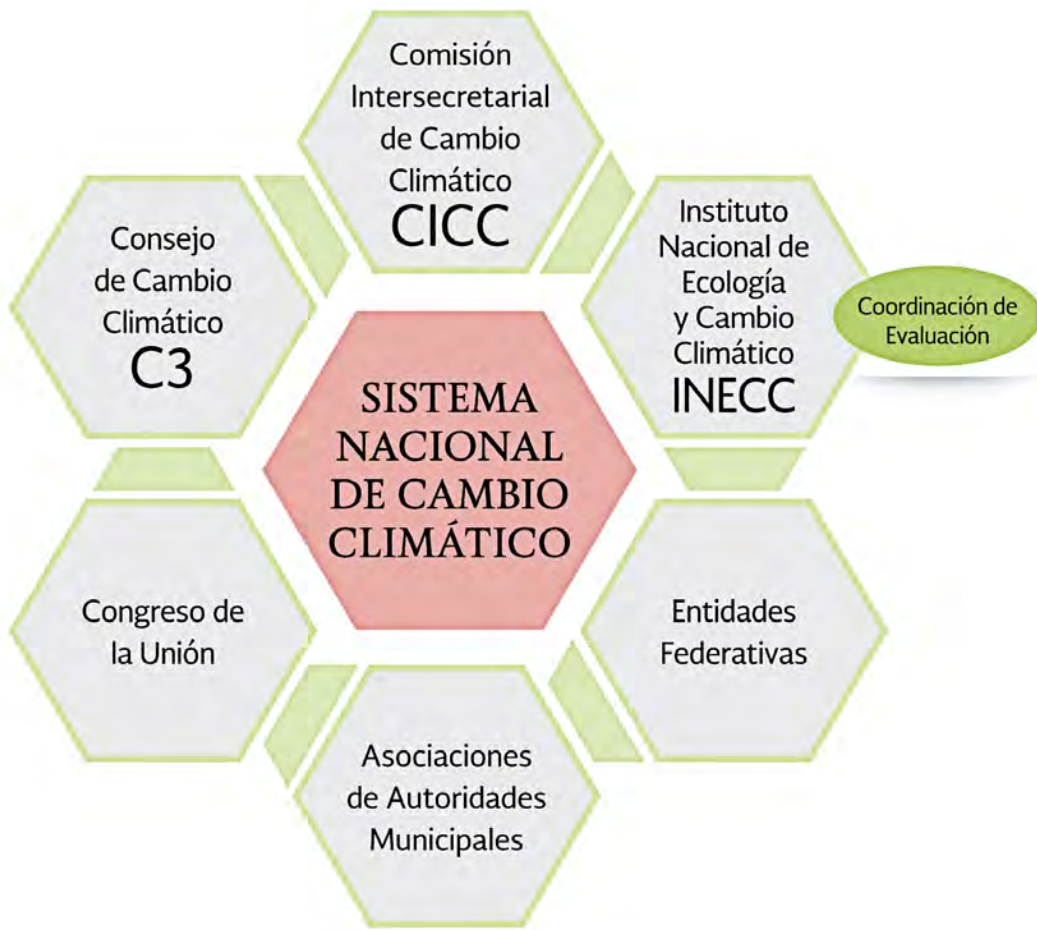 Comisión
Intersecretarial
de Cambio
Climático
CICC
Instituto
Nacional de
Ecología
y Cambio
Climático
INECC
Coordinación de
Evaluación
Consejo
de Cambio
Climático
C3
SISTEMA
NACIONAL
DE CAMBIO
CLIMÁTICO
Congreso de
la Unión
Entidades
Federativas
Asociaciones
de Autoridades
Municipales